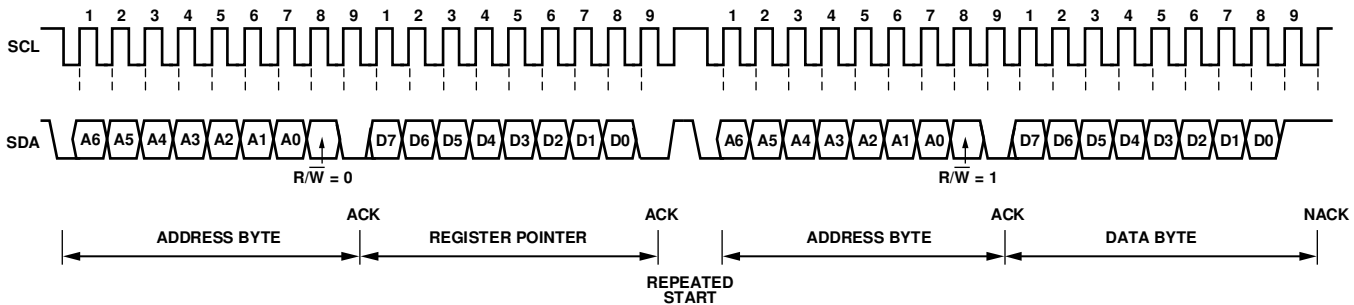 1 2 3 4 5 6 7 8 9 1 2 3 4 5 6 7 8 9 1 2 3 4 5 6 7 8 9 1 2 3 4 5 6 7 8 9
SCL
SDA A6 A5 A4 A3 A2 A1 A0 D7 D6 D5 D4 D3 D2 D1 D0 A6 A5 A4 A3 A2 A1 A0 D7 D6 D5 D4 D3 D2 D1 D0
R/W̅ = 0 R/W̅ = 1
ACK ACK ACK NACK
ADDRESS BYTE REGISTER POINTER ADDRESS BYTE DATA BYTE
REPEATED
START